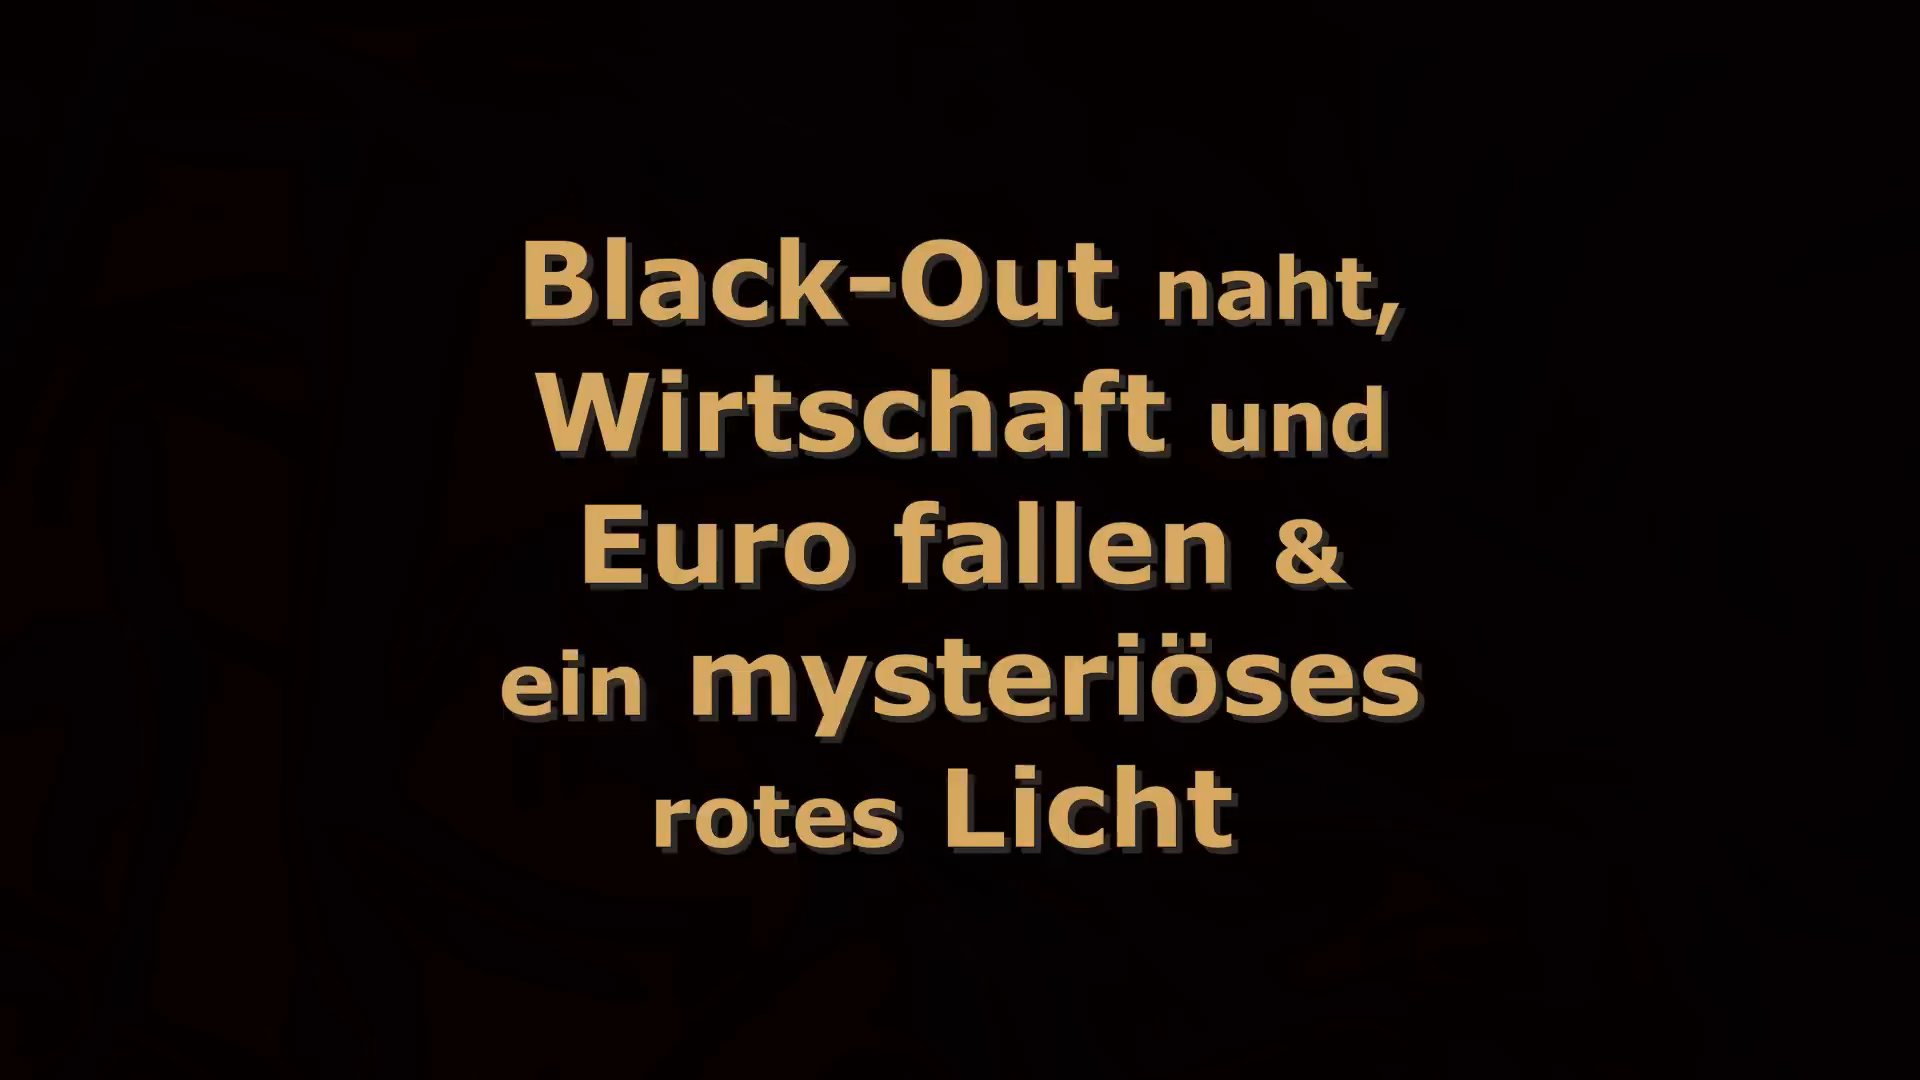 Black-Out naht,
Wirtschaft und
Euro fallen &
ein mysteriöses
rotes Licht